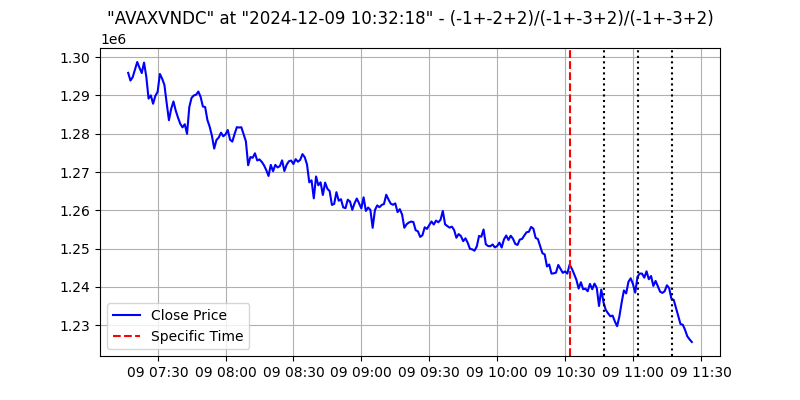 "AVAXVNDC" at "2024-12-09 10:32:18" - (-1+-2+2)/(-1+-3+2)/(-1+-3+2)
1e6
1.30
1.29
1.28
1.27
1.26
1.25
1.24
1.23
Close Price
Specific Time
09 07:30 09 08:00 09 08:30 09 09:00 09 09:30 09 10:00 09 10:30 09 11:00 09 11:30